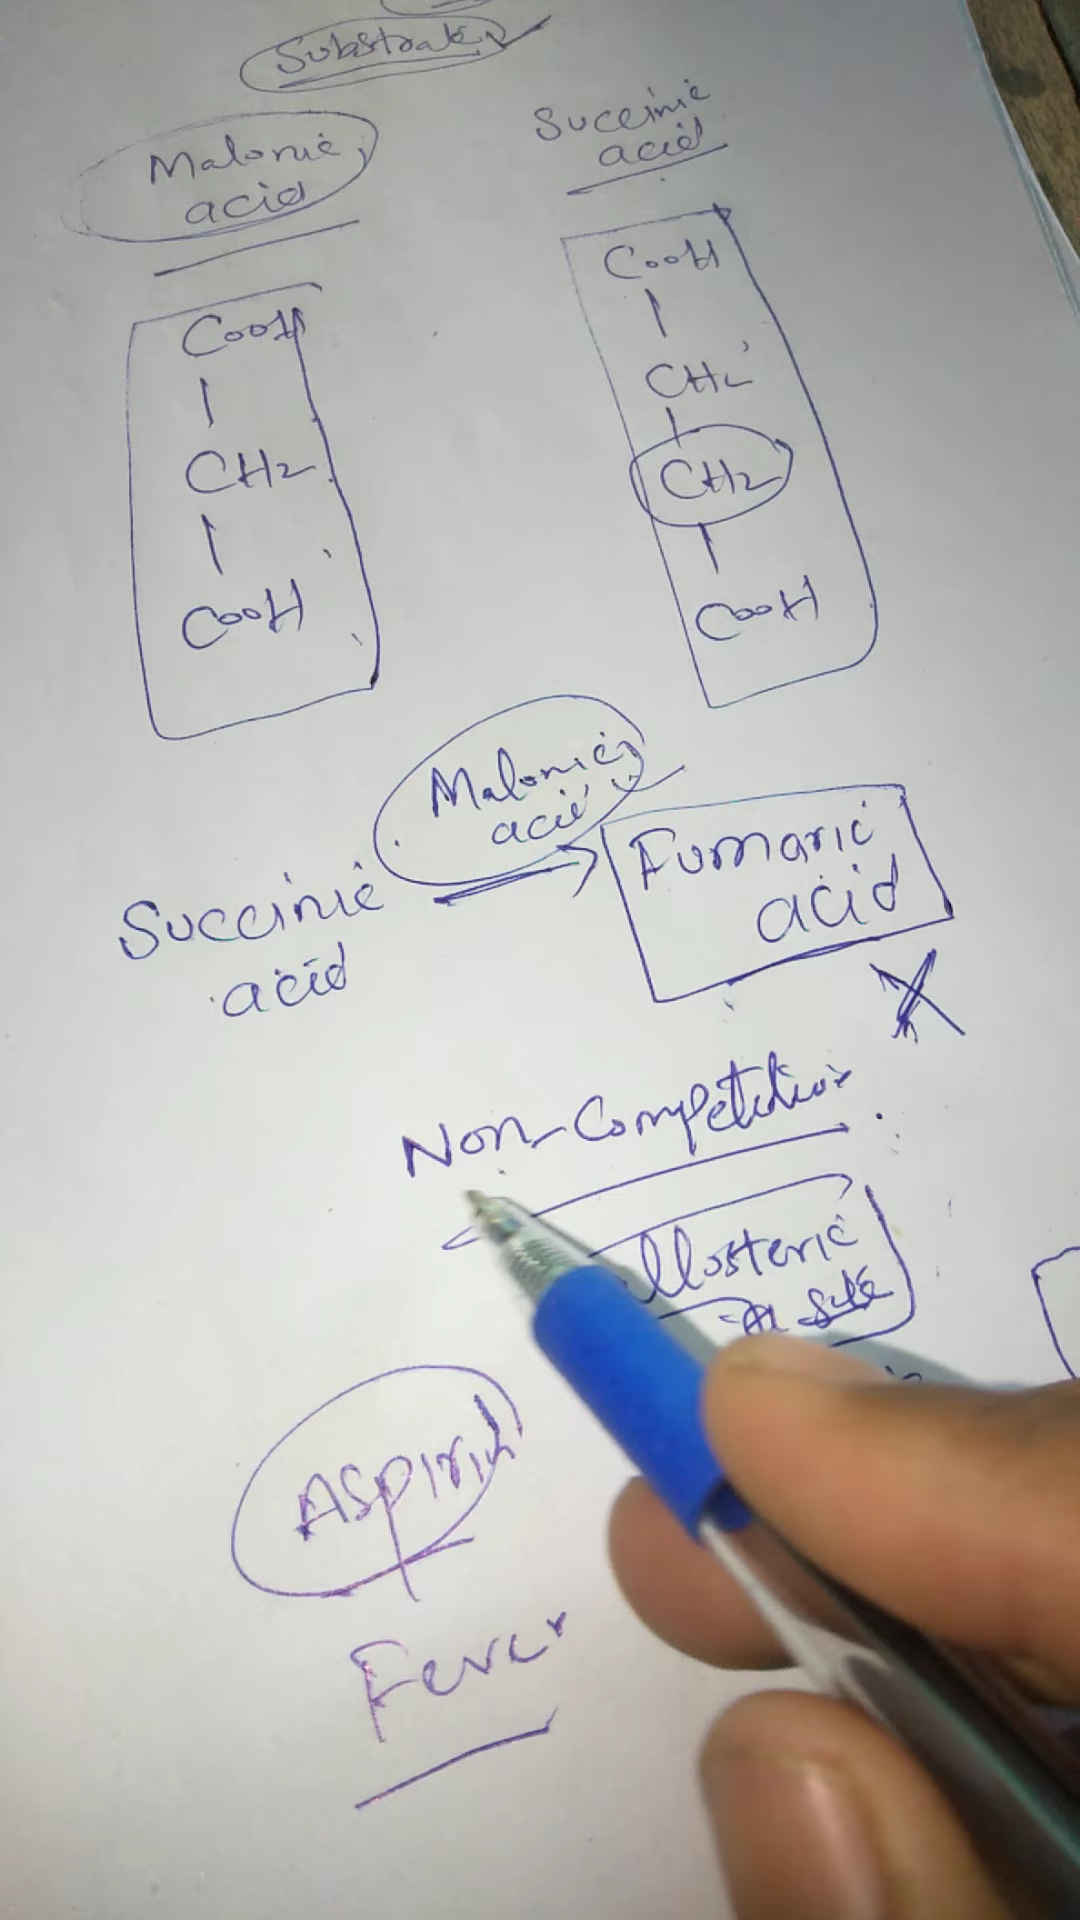 Substrate
Malonic
acid
Succinic
acid
COOH
|
CH2
|
COOH
COOH
|
CH2
|
CH2
|
COOH
Malonic
acid
Succinic
acid
Fumaric
acid
X
Non-Competitive
llosteric
site
Aspirin
Fever